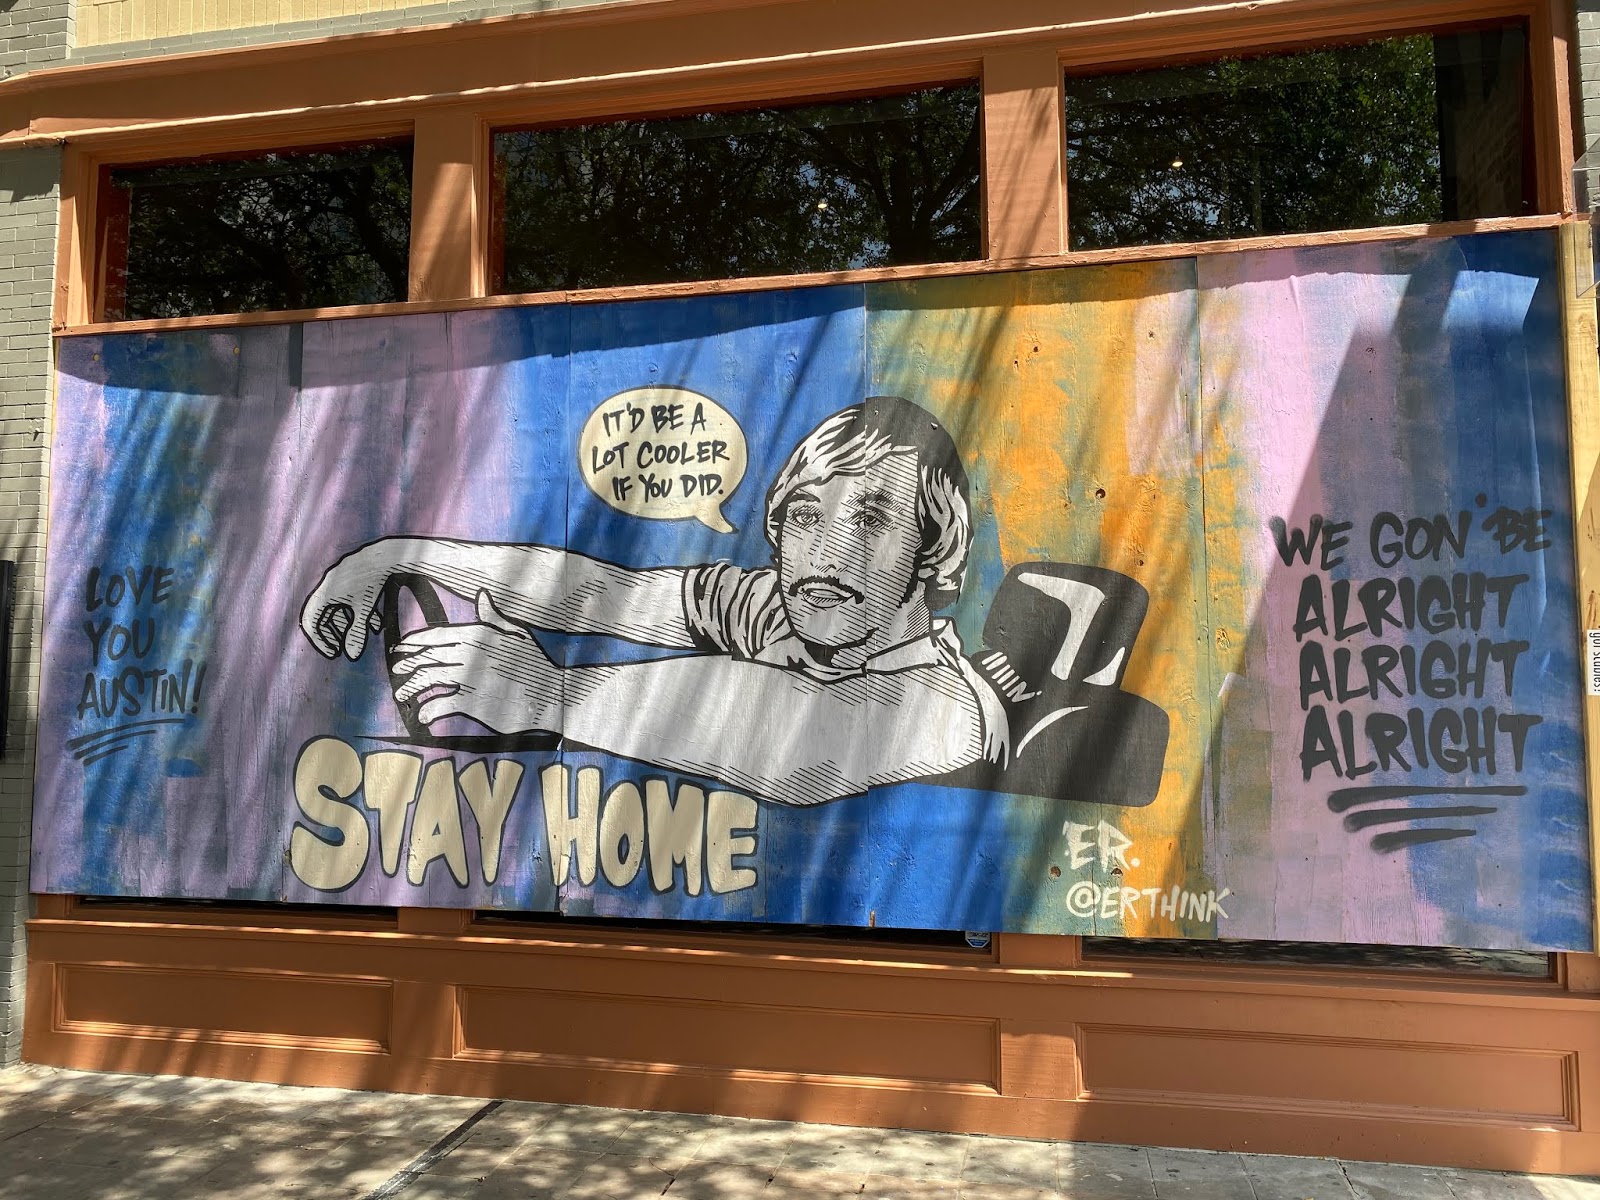 LOVE
YOU
AUSTIN!
IT'D BE A
LOT COOLER
IF YOU DID.
STAY HOME
WE GON' BE
ALRIGHT
ALRIGHT
ALRIGHT
ER.
@ERTHINK